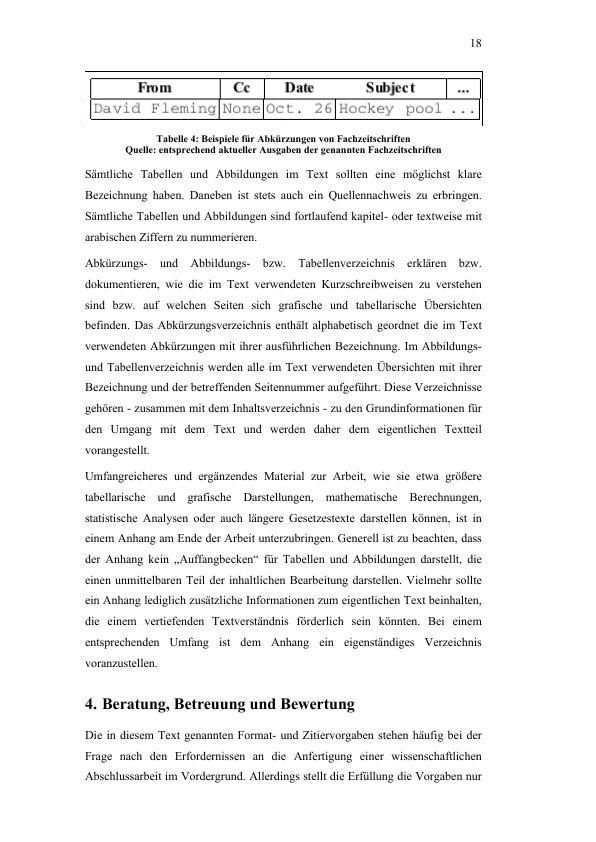 18
From Cc Date Subject ...
David Fleming None Oct. 26 Hockey pool ...
Tabelle 4: Beispiele für Abkürzungen von Fachzeitschriften
Quelle: entsprechend aktueller Ausgaben der genannten Fachzeitschriften
Sämtliche Tabellen und Abbildungen im Text sollten eine möglichst klare
Bezeichnung haben. Daneben ist stets auch ein Quellennachweis zu erbringen.
Sämtliche Tabellen und Abbildungen sind fortlaufend kapitel- oder textweise mit
arabischen Ziffern zu nummerieren.
Abkürzungs- und Abbildungs- bzw. Tabellenverzeichnis erklären bzw.
dokumentieren, wie die im Text verwendeten Kurzschreibweisen zu verstehen
sind bzw. auf welchen Seiten sich grafische und tabellarische Übersichten
befinden. Das Abkürzungsverzeichnis enthält alphabetisch geordnet die im Text
verwendeten Abkürzungen mit ihrer ausführlichen Bezeichnung. Im Abbildungs-
und Tabellenverzeichnis werden alle im Text verwendeten Übersichten mit ihrer
Bezeichnung und der betreffenden Seitennummer aufgeführt. Diese Verzeichnisse
gehören - zusammen mit dem Inhaltsverzeichnis - zu den Grundinformationen für
den Umgang mit dem Text und werden daher dem eigentlichen Textteil
vorangestellt.
Umfangreicheres und ergänzendes Material zur Arbeit, wie sie etwa größere
tabellarische und grafische Darstellungen, mathematische Berechnungen,
statistische Analysen oder auch längere Gesetzestexte darstellen können, ist in
einem Anhang am Ende der Arbeit unterzubringen. Generell ist zu beachten, dass
der Anhang kein „Auffangbecken“ für Tabellen und Abbildungen darstellt, die
einen unmittelbaren Teil der inhaltlichen Bearbeitung darstellen. Vielmehr sollte
ein Anhang lediglich zusätzliche Informationen zum eigentlichen Text beinhalten,
die einem vertiefenden Textverständnis förderlich sein könnten. Bei einem
entsprechenden Umfang ist dem Anhang ein eigenständiges Verzeichnis
voranzustellen.
4. Beratung, Betreuung und Bewertung
Die in diesem Text genannten Format- und Zitiervorgaben stehen häufig bei der
Frage nach den Erfordernissen an die Anfertigung einer wissenschaftlichen
Abschlussarbeit im Vordergrund. Allerdings stellt die Erfüllung die Vorgaben nur